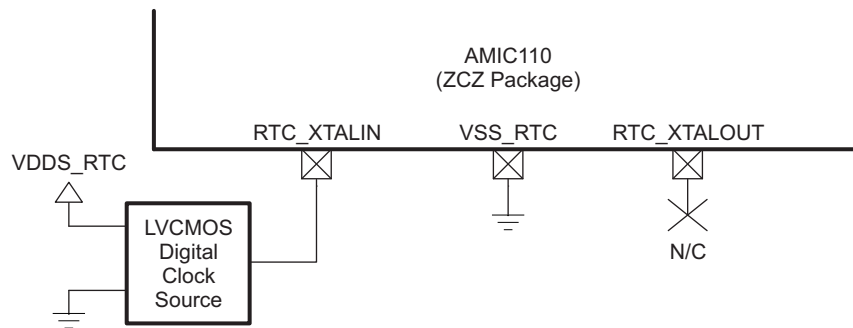 AMIC110
(ZCZ Package)
RTC_XTALIN
VSS_RTC
RTC_XTALOUT
VDDS_RTC
LVCMOS
Digital
Clock
Source
N/C